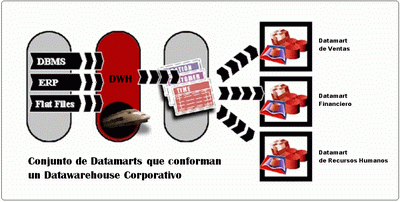 DBMS
ERP
Flat Files
DWH
TIME
Datamart
de Ventas
Datamart
Financiero
Datamart
de Recursos Humanos
Conjunto de Datamarts que conforman
un Datawarehouse Corporativo